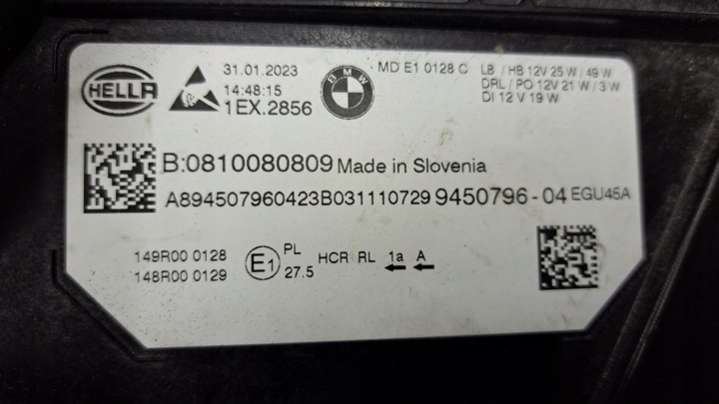 HELLA
31.01.2023
14:48:15
1EX.2856
BMW
MD E1 0128 C
LB / HB 12V 25 W / 49 W
DRL / PO 12V 21 W / 3 W
DI 12 V 19 W
B:0810080809 Made in Slovenia
A894507960423B031110729 9450796-04 EGU45A
149R00 0128
148R00 0129
E1
PL
27.5
HCR RL
1a A